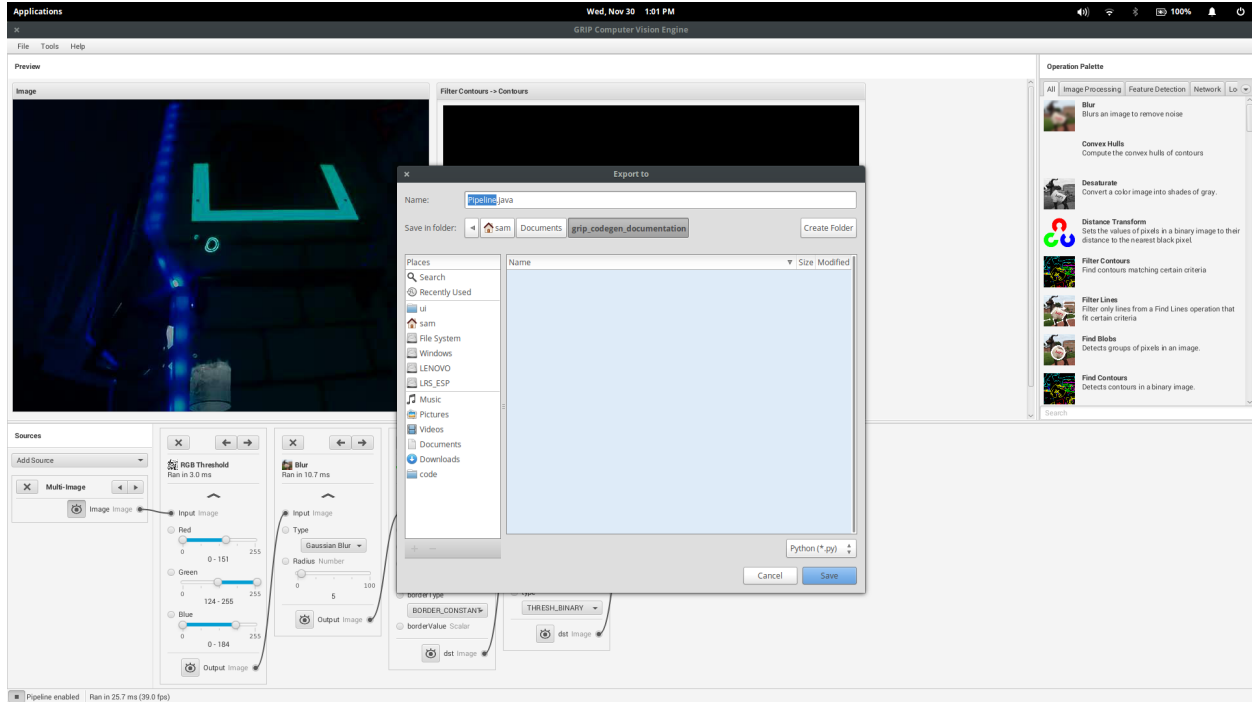 Applications
Wed, Nov 30 1:01 PM
100%
GRIP Computer Vision Engine
File Tools Help
Preview
Operation Palette
Image
Filter Contours -> Contours
All Image Processing Feature Detection Network Lo
Blur
Blurs an image to remove noise
Convex Hulls
Compute the convex hulls of contours
Desaturate
Convert a color image into shades of gray.
Distance Transform
Sets the values of pixels in a binary image to their
distance to the nearest black pixel.
Filter Contours
Find contours matching certain criteria
Filter Lines
Filter only lines from a Find Lines operation that
fit certain criteria
Find Blobs
Detects groups of pixels in an image.
Find Contours
Detects contours in a binary image.
Search
Export to
Name: Pipeline.java
Save in folder: sam Documents grip_codegen_documentation Create Folder
Places
Search
Recently Used
ui
sam
File System
Windows
LENOVO
LRS_ESP
Music
Pictures
Videos
Documents
Downloads
code
Name Size Modified
Python (*.py)
Cancel Save
Sources
Add Source
Multi-Image
Image Image
RGB Threshold
Ran in 3.0 ms
Input Image
Red
0 255
0 - 151
Green
0 255
124 - 255
Blue
0 255
0 - 184
Output Image
Blur
Ran in 10.7 ms
Input Image
Type
Gaussian Blur
Radius Number
0 100
5
Output Image
BORDER_CONSTANT
borderValue Scalar
dst Image
THRESH_BINARY
dst Image
Pipeline enabled Ran in 25.7 ms (39.0 fps)